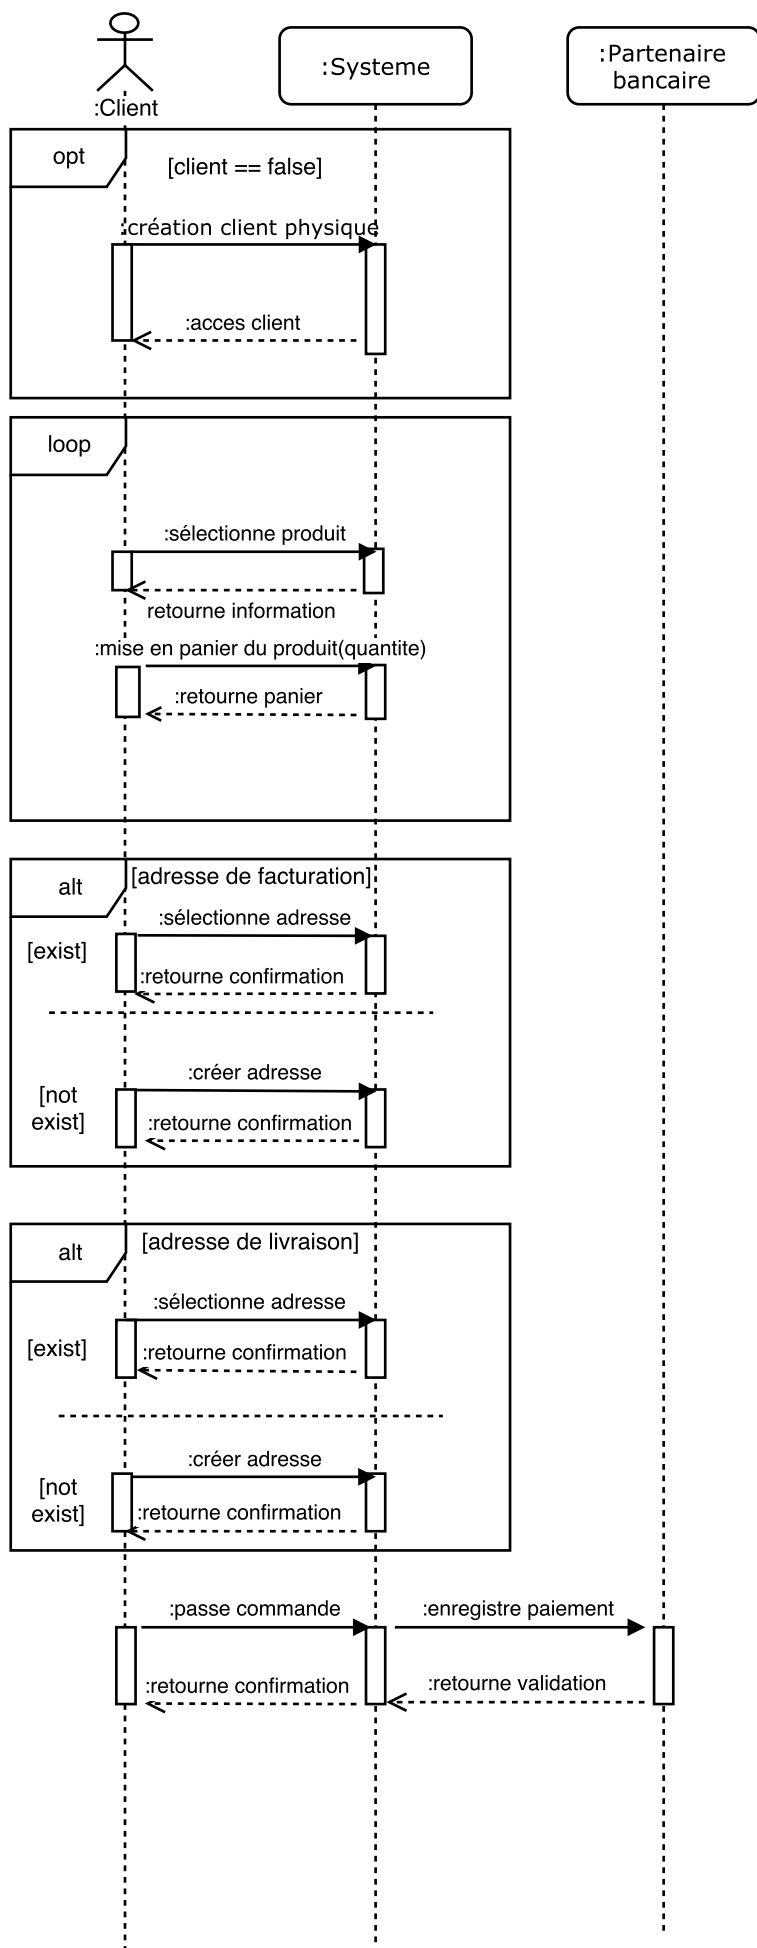 :Client
:Systeme
:Partenaire
bancaire
opt
[client == false]
:création client physique
:acces client
loop
:sélectionne produit
retourne information
:mise en panier du produit(quantite)
:retourne panier
alt
[adresse de facturation]
:sélectionne adresse
[exist]
:retourne confirmation
:créer adresse
[not
exist]
:retourne confirmation
alt
[adresse de livraison]
:sélectionne adresse
[exist]
:retourne confirmation
:créer adresse
[not
exist]
:retourne confirmation
:passe commande
:enregistre paiement
:retourne confirmation
:retourne validation